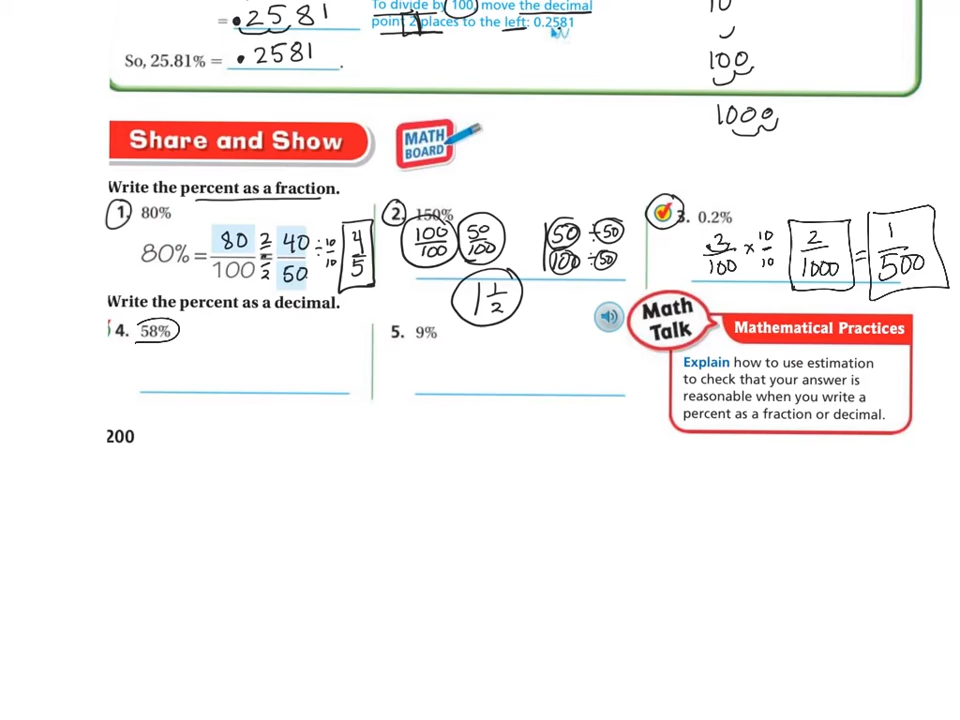 = .2581
To divide by 100, move the decimal
point 2 places to the left: 0.2581
So, 25.81% = .2581.
10
100
1000
Share and Show
MATH BOARD
Write the percent as a fraction.
1. 80%
80% = 80/100 ÷ 2/2 = 40/50 ÷ 10/10 4/5
2. 150%
100/100 50/100
50 ÷ 50
100 ÷ 50
1 1/2
3. 0.2%
.2/100 × 10/10 2/1000 = 1/500
Write the percent as a decimal.
4. 58%
5. 9%
Math Talk
Mathematical Practices
Explain how to use estimation
to check that your answer is
reasonable when you write a
percent as a fraction or decimal.
200